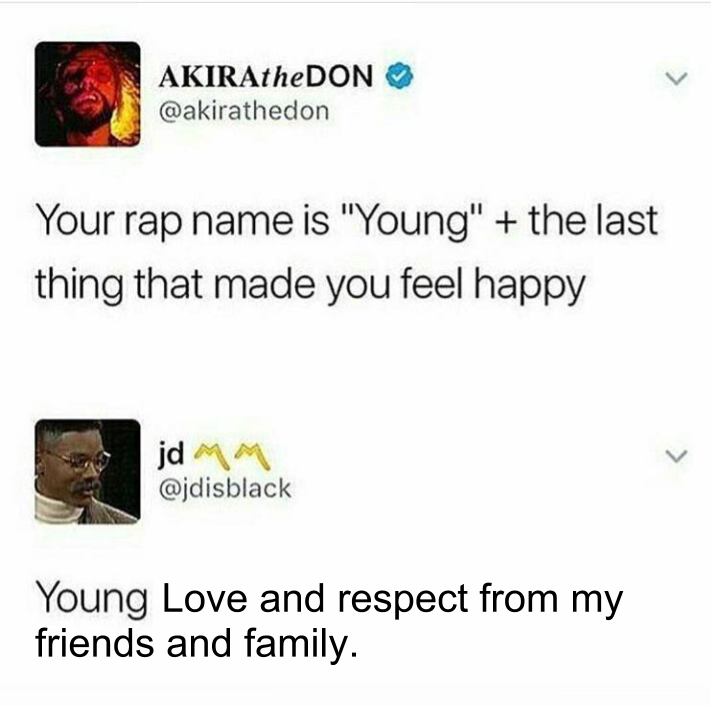 AKIRAtheDON
@akirathedon
Your rap name is "Young" + the last
thing that made you feel happy
jd
@jdisblack
Young Love and respect from my
friends and family.